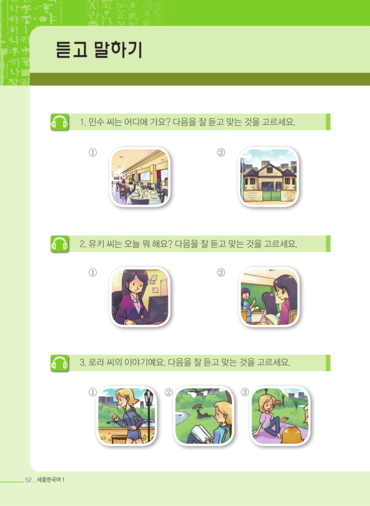 듣고 말하기
1. 민수 씨는 어디에 가요? 다음을 잘 듣고 맞는 것을 고르세요.
① ②
2. 유키 씨는 오늘 뭐 해요? 다음을 잘 듣고 맞는 것을 고르세요.
① ②
3. 로라 씨의 이야기예요. 다음을 잘 듣고 맞는 것을 고르세요.
① ② ③
52 _ 세종한국어 1